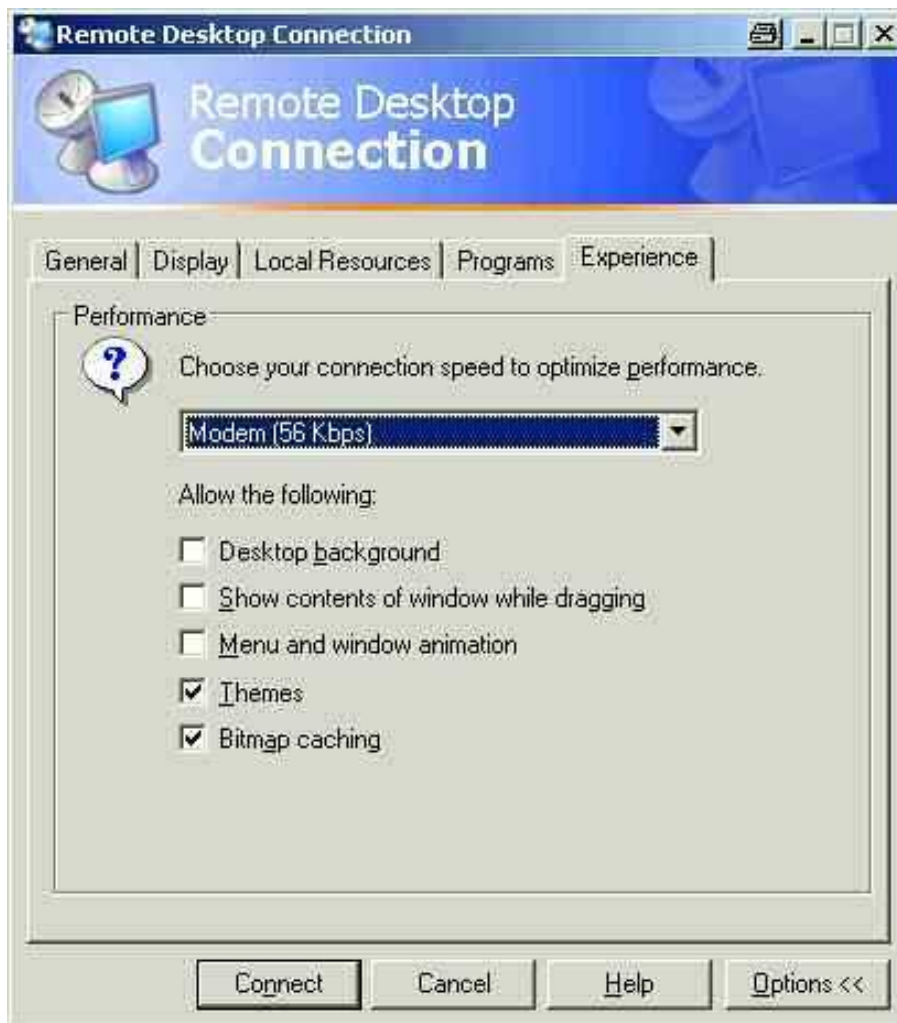 Remote Desktop Connection
Remote Desktop
Connection
General Display Local Resources Programs Experience
Performance
?
Choose your connection speed to optimize performance.
Modem (56 Kbps)
Allow the following:
Desktop background
Show contents of window while dragging
Menu and window animation
Themes
Bitmap caching
Connect Cancel Help Options <<